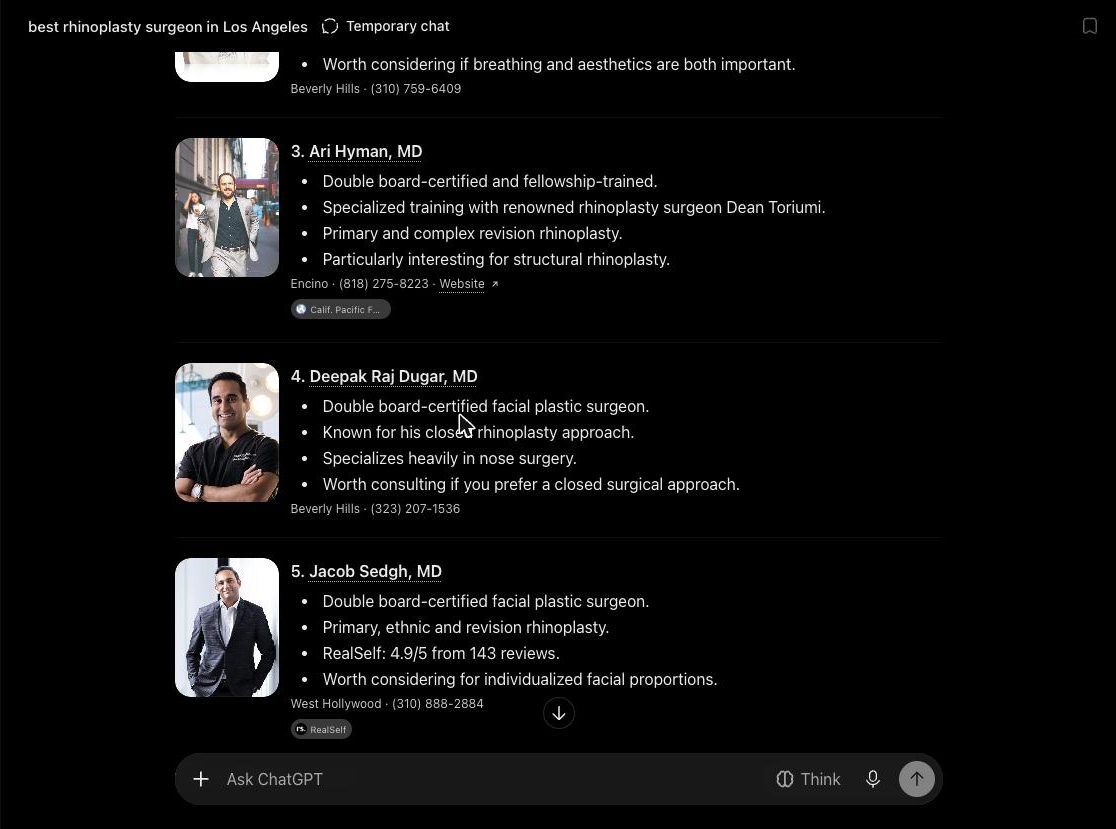 best rhinoplasty surgeon in Los Angeles Temporary chat
• Worth considering if breathing and aesthetics are both important.
Beverly Hills · (310) 759-6409
3. Ari Hyman, MD
• Double board-certified and fellowship-trained.
• Specialized training with renowned rhinoplasty surgeon Dean Toriumi.
• Primary and complex revision rhinoplasty.
• Particularly interesting for structural rhinoplasty.
Encino · (818) 275-8223 · Website ↗
Calif. Pacific F...
4. Deepak Raj Dugar, MD
• Double board-certified facial plastic surgeon.
• Known for his closed rhinoplasty approach.
• Specializes heavily in nose surgery.
• Worth consulting if you prefer a closed surgical approach.
Beverly Hills · (323) 207-1536
5. Jacob Sedgh, MD
• Double board-certified facial plastic surgeon.
• Primary, ethnic and revision rhinoplasty.
• RealSelf: 4.9/5 from 143 reviews.
• Worth considering for individualized facial proportions.
West Hollywood · (310) 888-2884
rs. RealSelf
Ask ChatGPT Think